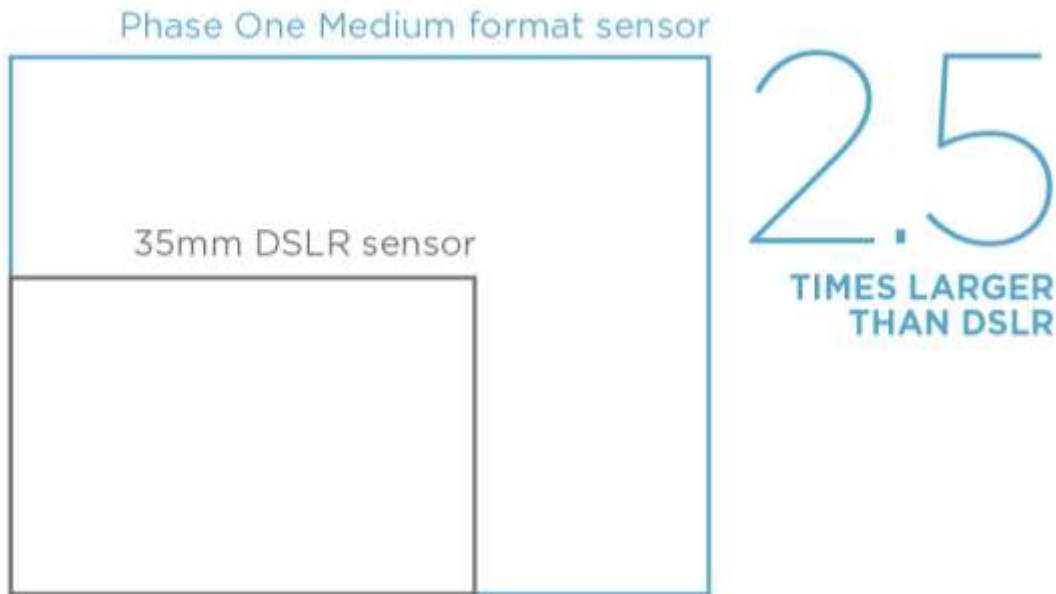 Phase One Medium format sensor
2.5
35mm DSLR sensor
TIMES LARGER
THAN DSLR